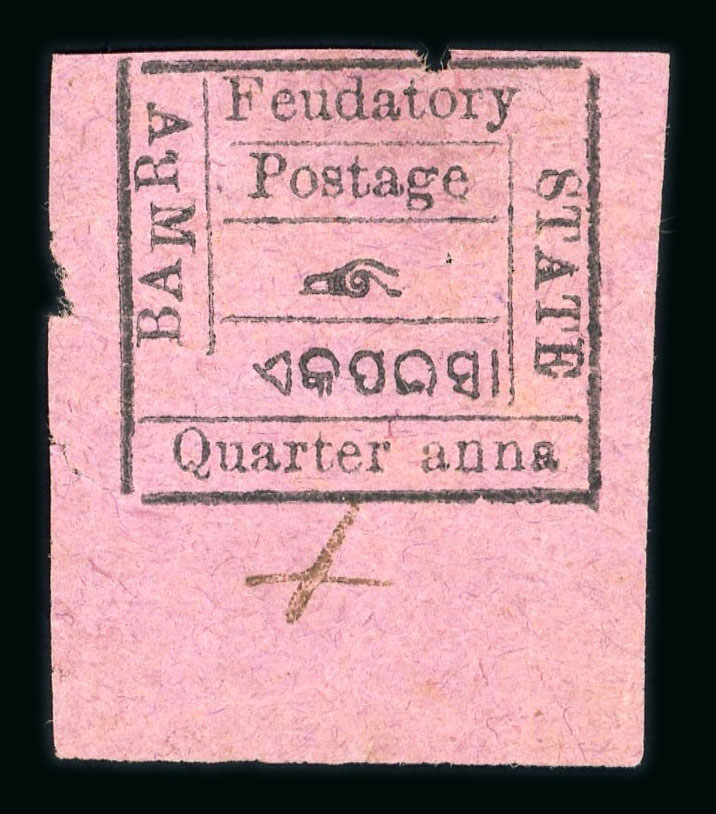 Feudatory
Postage
BAMRA
STATE
ଏକପଇସା
Quarter anna